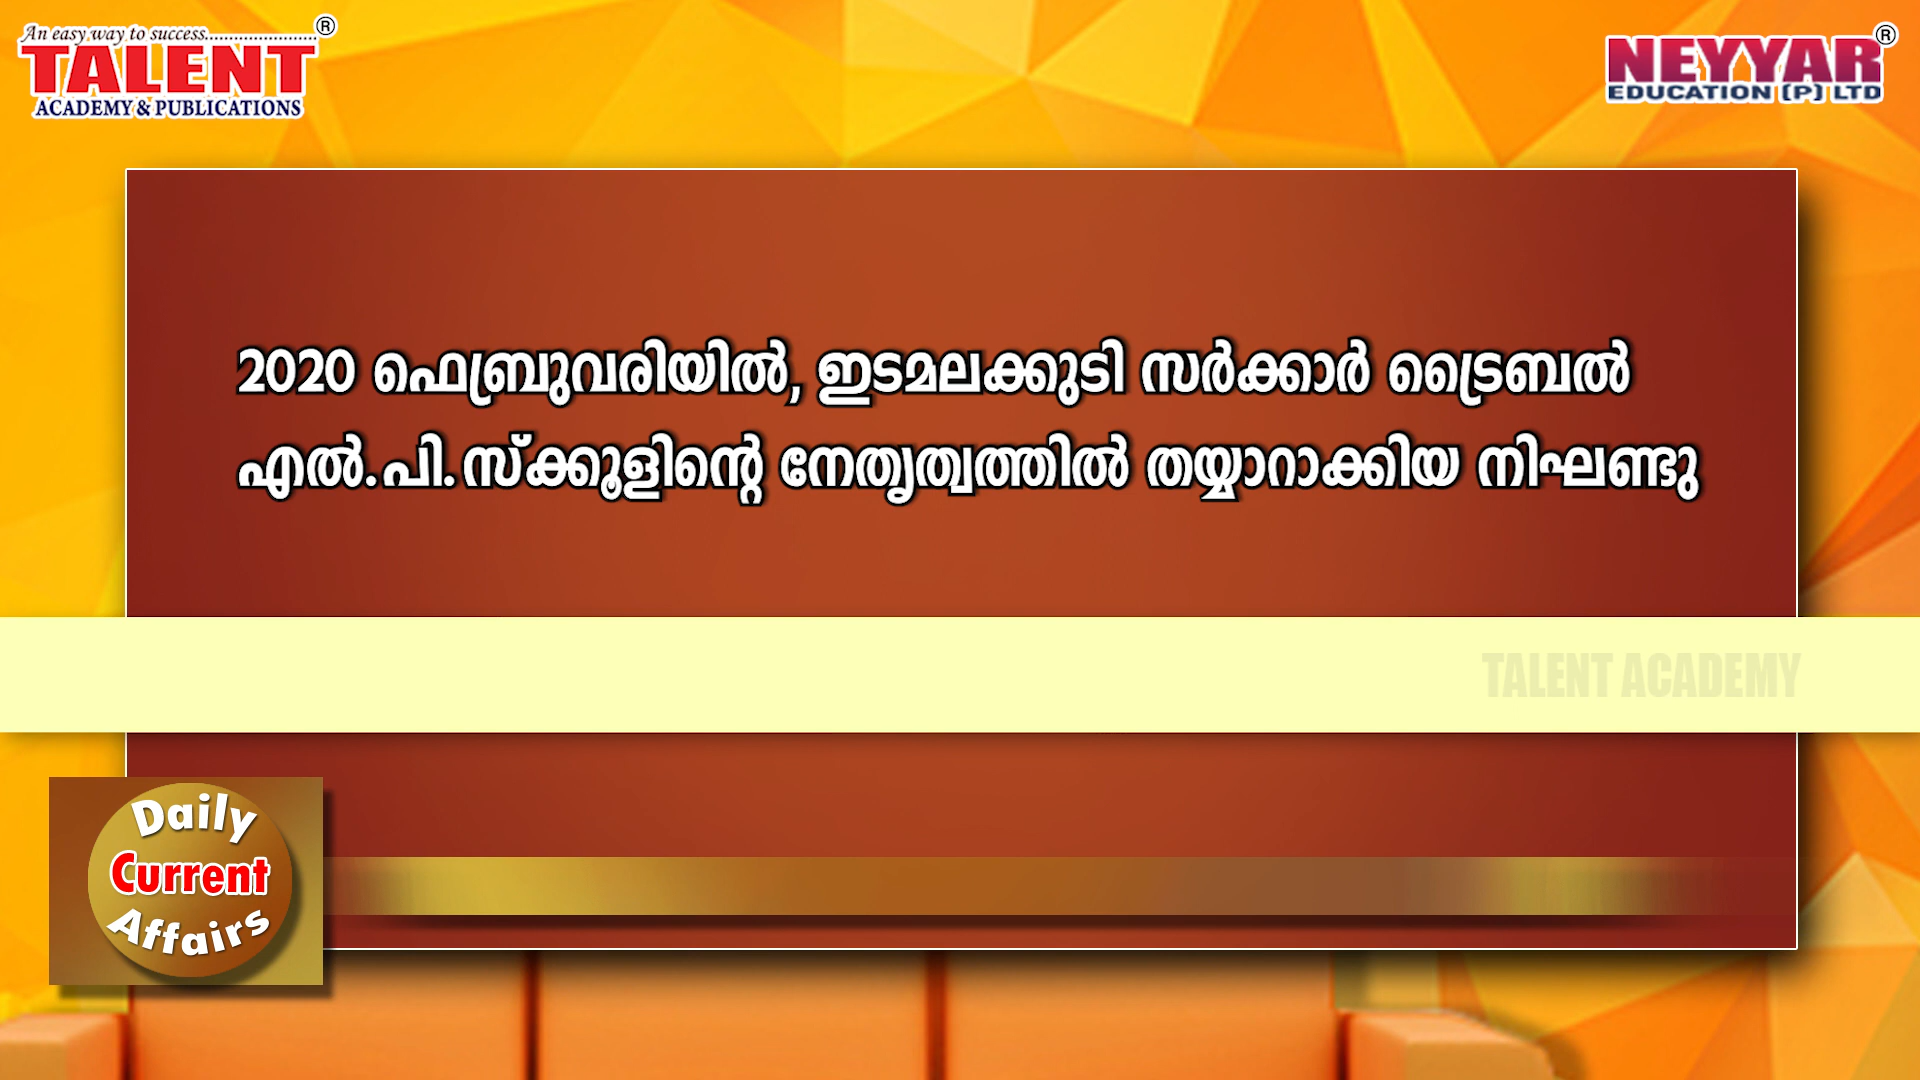 An easy way to success......................®
TALENT
ACADEMY & PUBLICATIONS
NEYYAR®
EDUCATION (P) LTD
2020 ഫെബ്രുവരിയിൽ, ഇടമലക്കുടി സർക്കാർ ട്രൈബൽ
എൽ.പി.സ്ക്കൂളിന്റെ നേതൃത്വത്തിൽ തയ്യാറാക്കിയ നിഘണ്ടു
TALENT ACADEMY
Daily
Current
Affairs